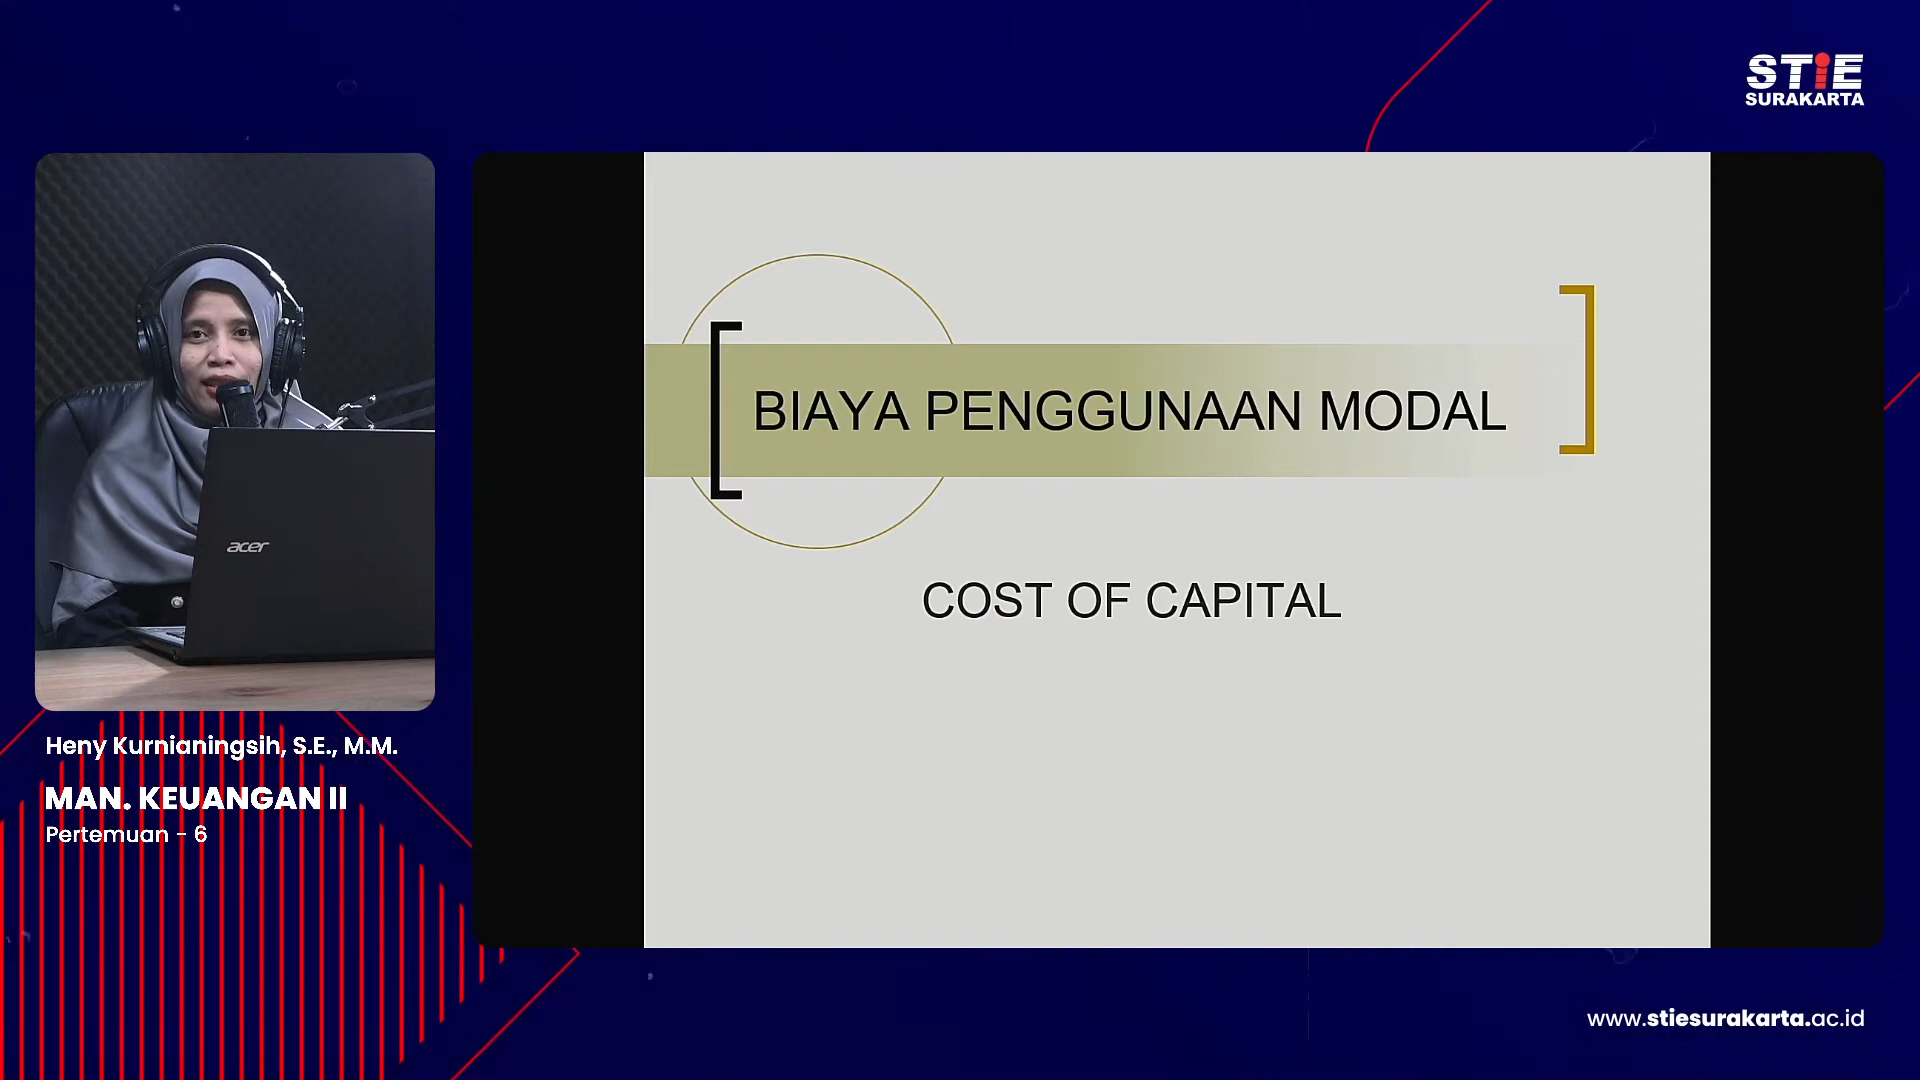 STiE
SURAKARTA
BIAYA PENGGUNAAN MODAL
COST OF CAPITAL
acer
Heny Kurnianingsih, S.E., M.M.
MAN. KEUANGAN II
Pertemuan - 6
www.stiesurakarta.ac.id